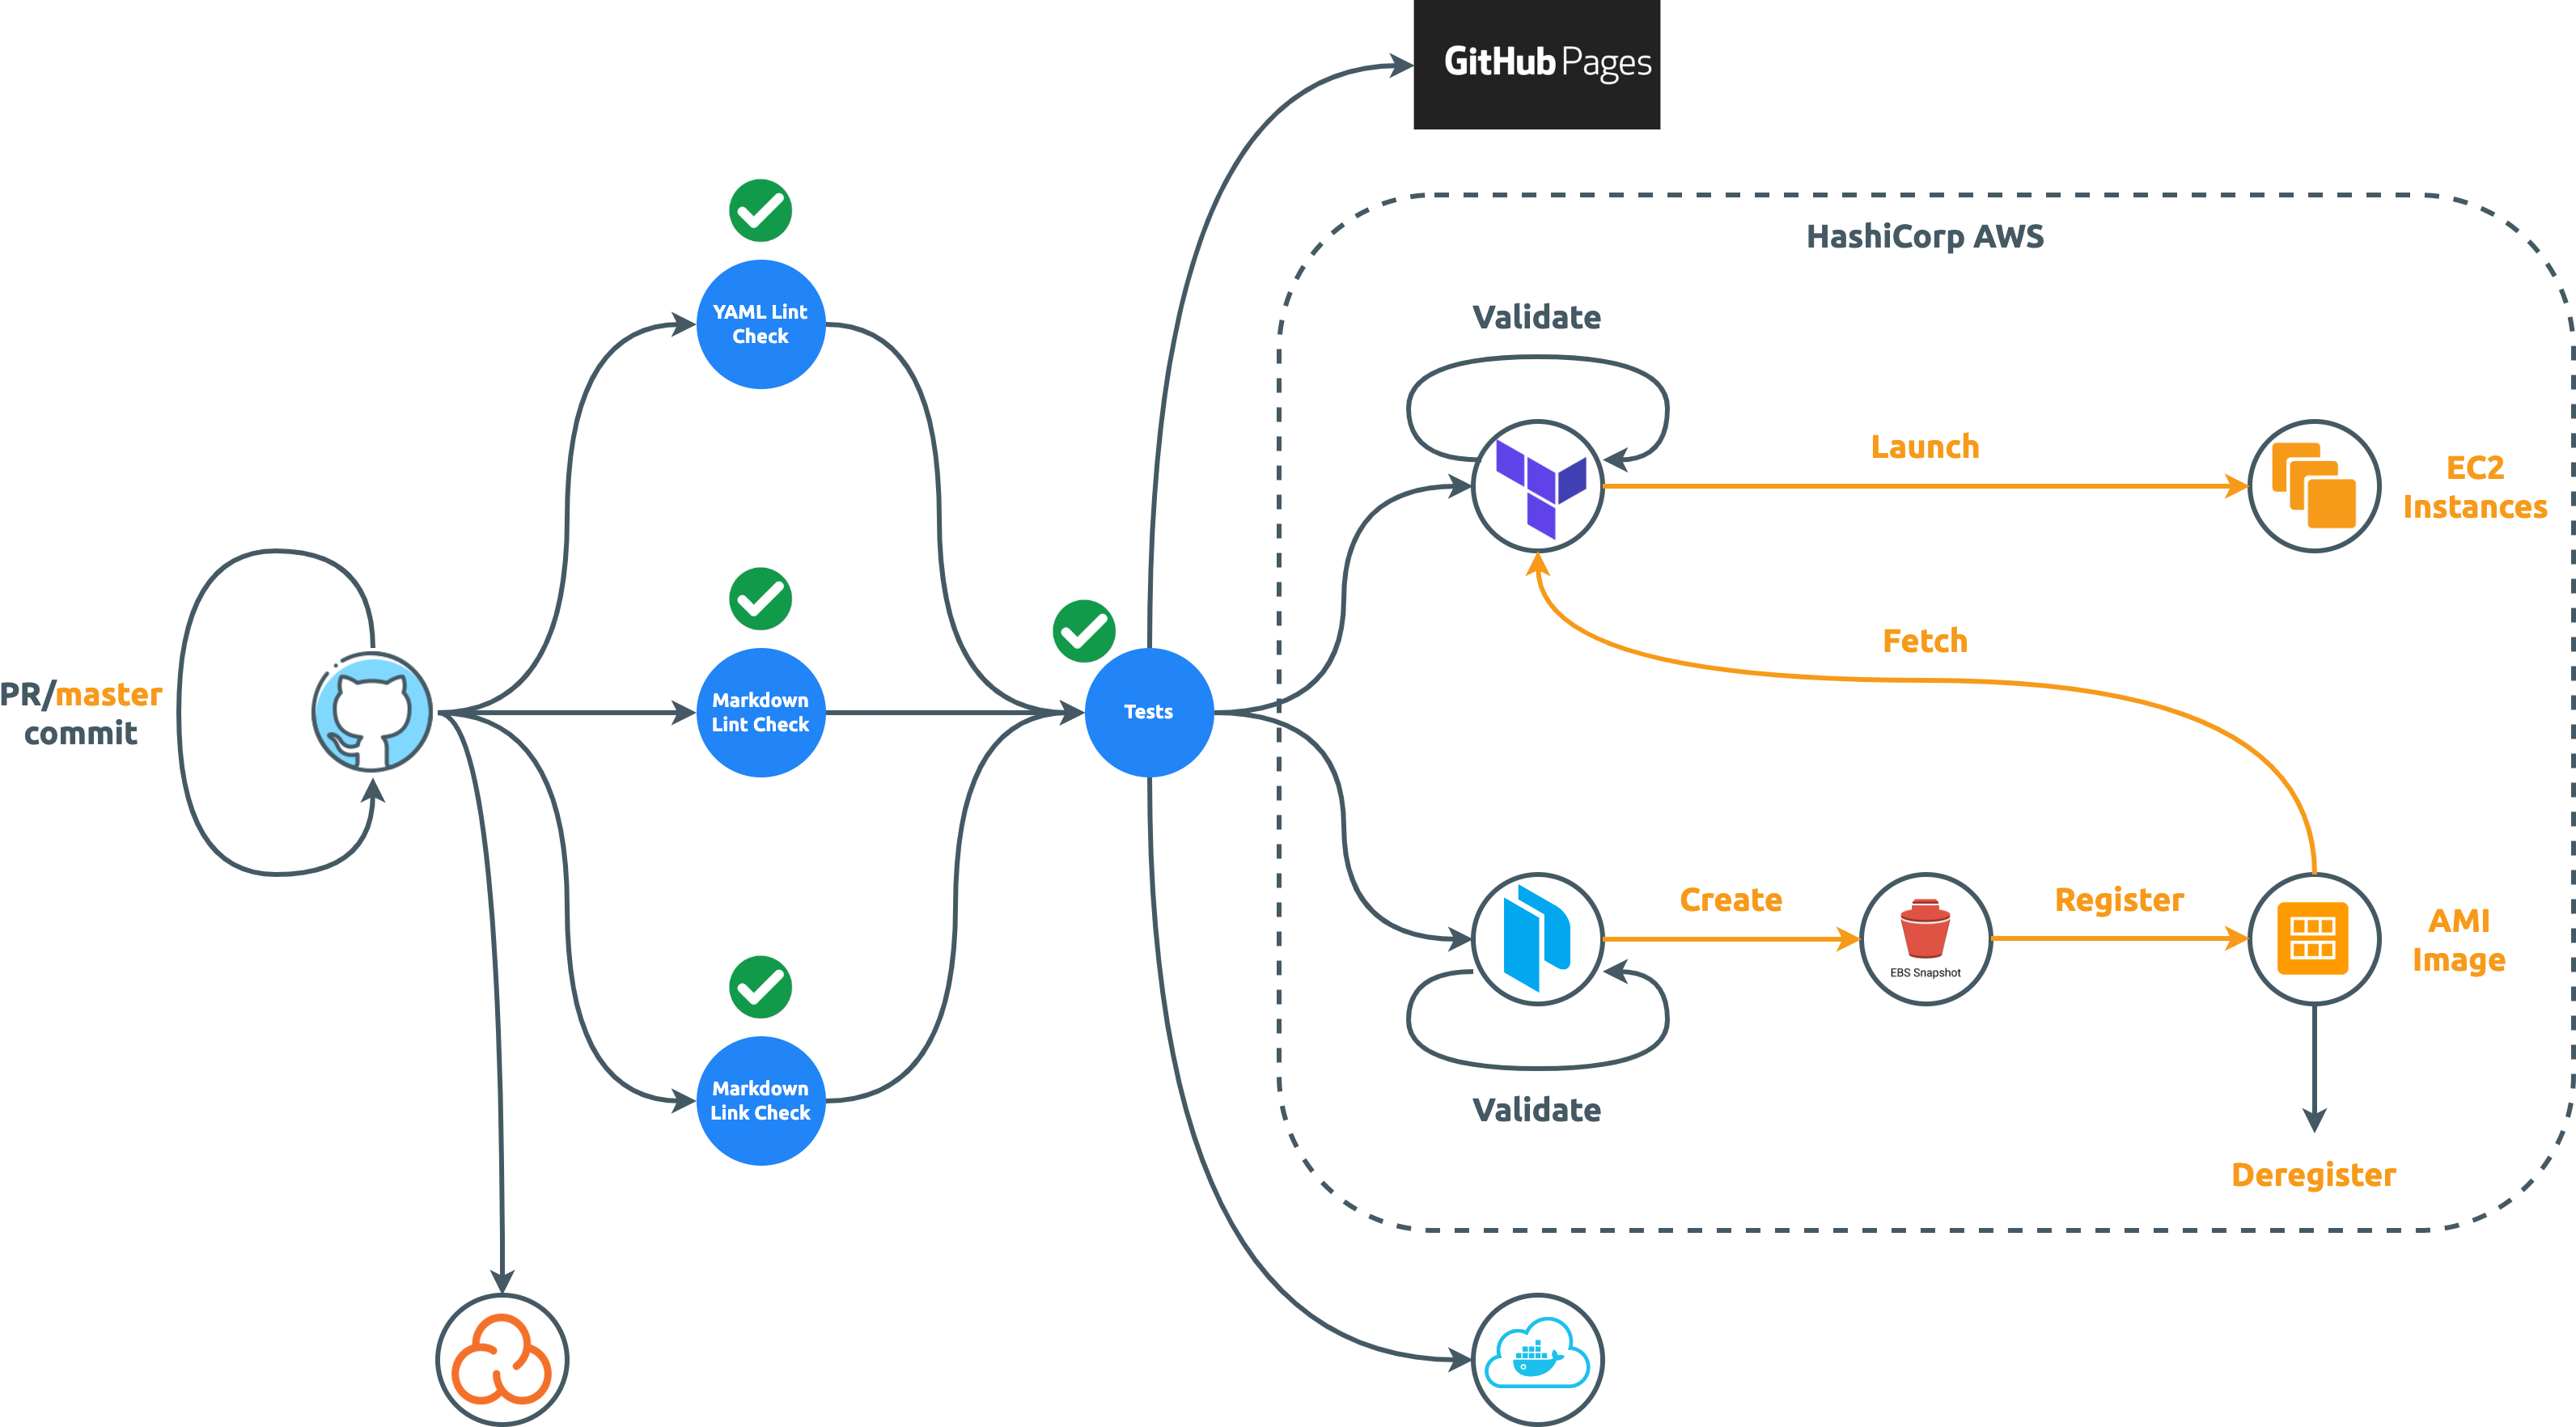 GitHub Pages
HashiCorp AWS
YAML Lint
Check
Validate
Launch
EC2
Instances
Fetch
PR/master
commit
Markdown
Lint Check
Tests
Create
EBS Snapshot
Register
AMI
Image
Markdown
Link Check
Validate
Deregister